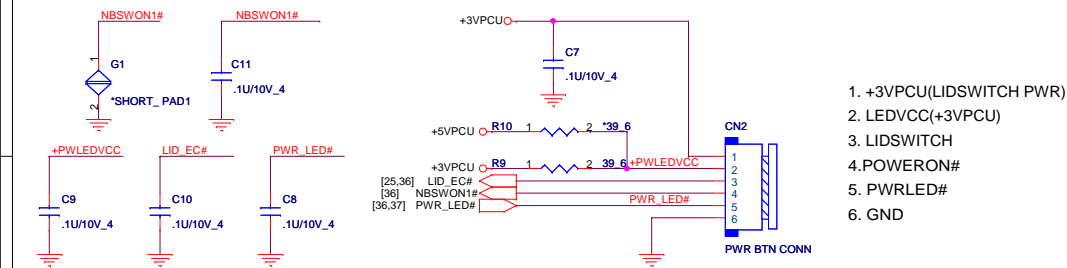 NBSWON1#
NBSWON1#
1
G1
2
*SHORT_ PAD1
C11
.1U/10V_4
+PWLEDVCC
LID_EC#
PWR_LED#
C9
.1U/10V_4
C10
.1U/10V_4
C8
.1U/10V_4
+3VPCU
C7
.1U/10V_4
+5VPCU
R10
1
2
*39_6
+3VPCU
R9
1
2
39_6
+PWLEDVCC
[25,36]
LID_EC#
[36]
NBSWON1#
[36,37]
PWR_LED#
PWR_LED#
CN2
1
2
3
4
5
6
PWR BTN CONN
1. +3VPCU(LIDSWITCH PWR)
2. LEDVCC(+3VPCU)
3. LIDSWITCH
4.POWERON#
5. PWRLED#
6. GND